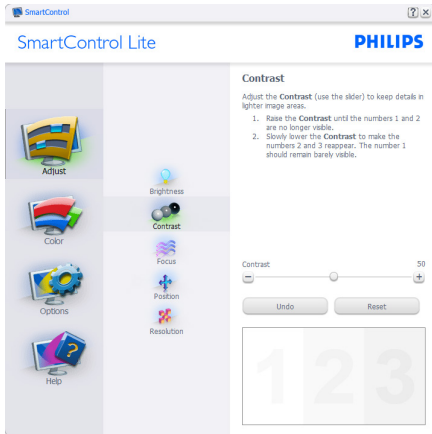 SmartControl
SmartControl Lite
PHILIPS
Adjust
Color
Options
Help
Brightness
Contrast
Focus
Position
Resolution
Contrast
Adjust the Contrast (use the slider) to keep details in
lighter image areas.
1. Raise the Contrast until the numbers 1 and 2
are no longer visible.
2. Slowly lower the Contrast to make the
numbers 2 and 3 reappear. The number 1
should remain barely visible.
Contrast 50
Undo Reset
1 2 3